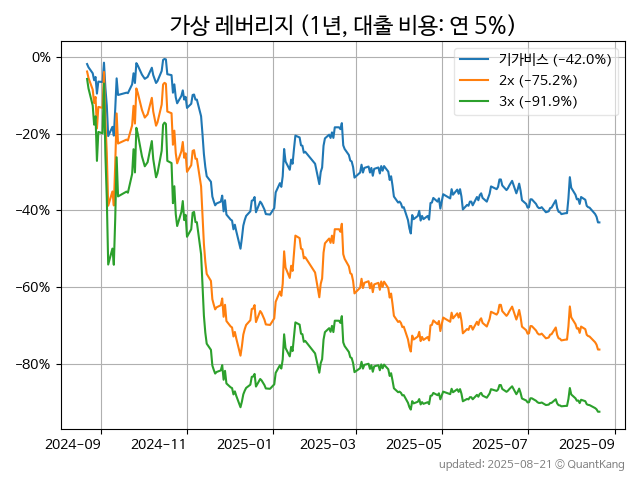 가상 레버리지 (1년, 대출 비용: 연 5%)
기가비스 (−42.0%)
2x (−75.2%)
3x (−91.9%)
0%
−20%
−40%
−60%
−80%
2024-09 2024-11 2025-01 2025-03 2025-05 2025-07 2025-09
updated: 2025-08-21 © QuantKang